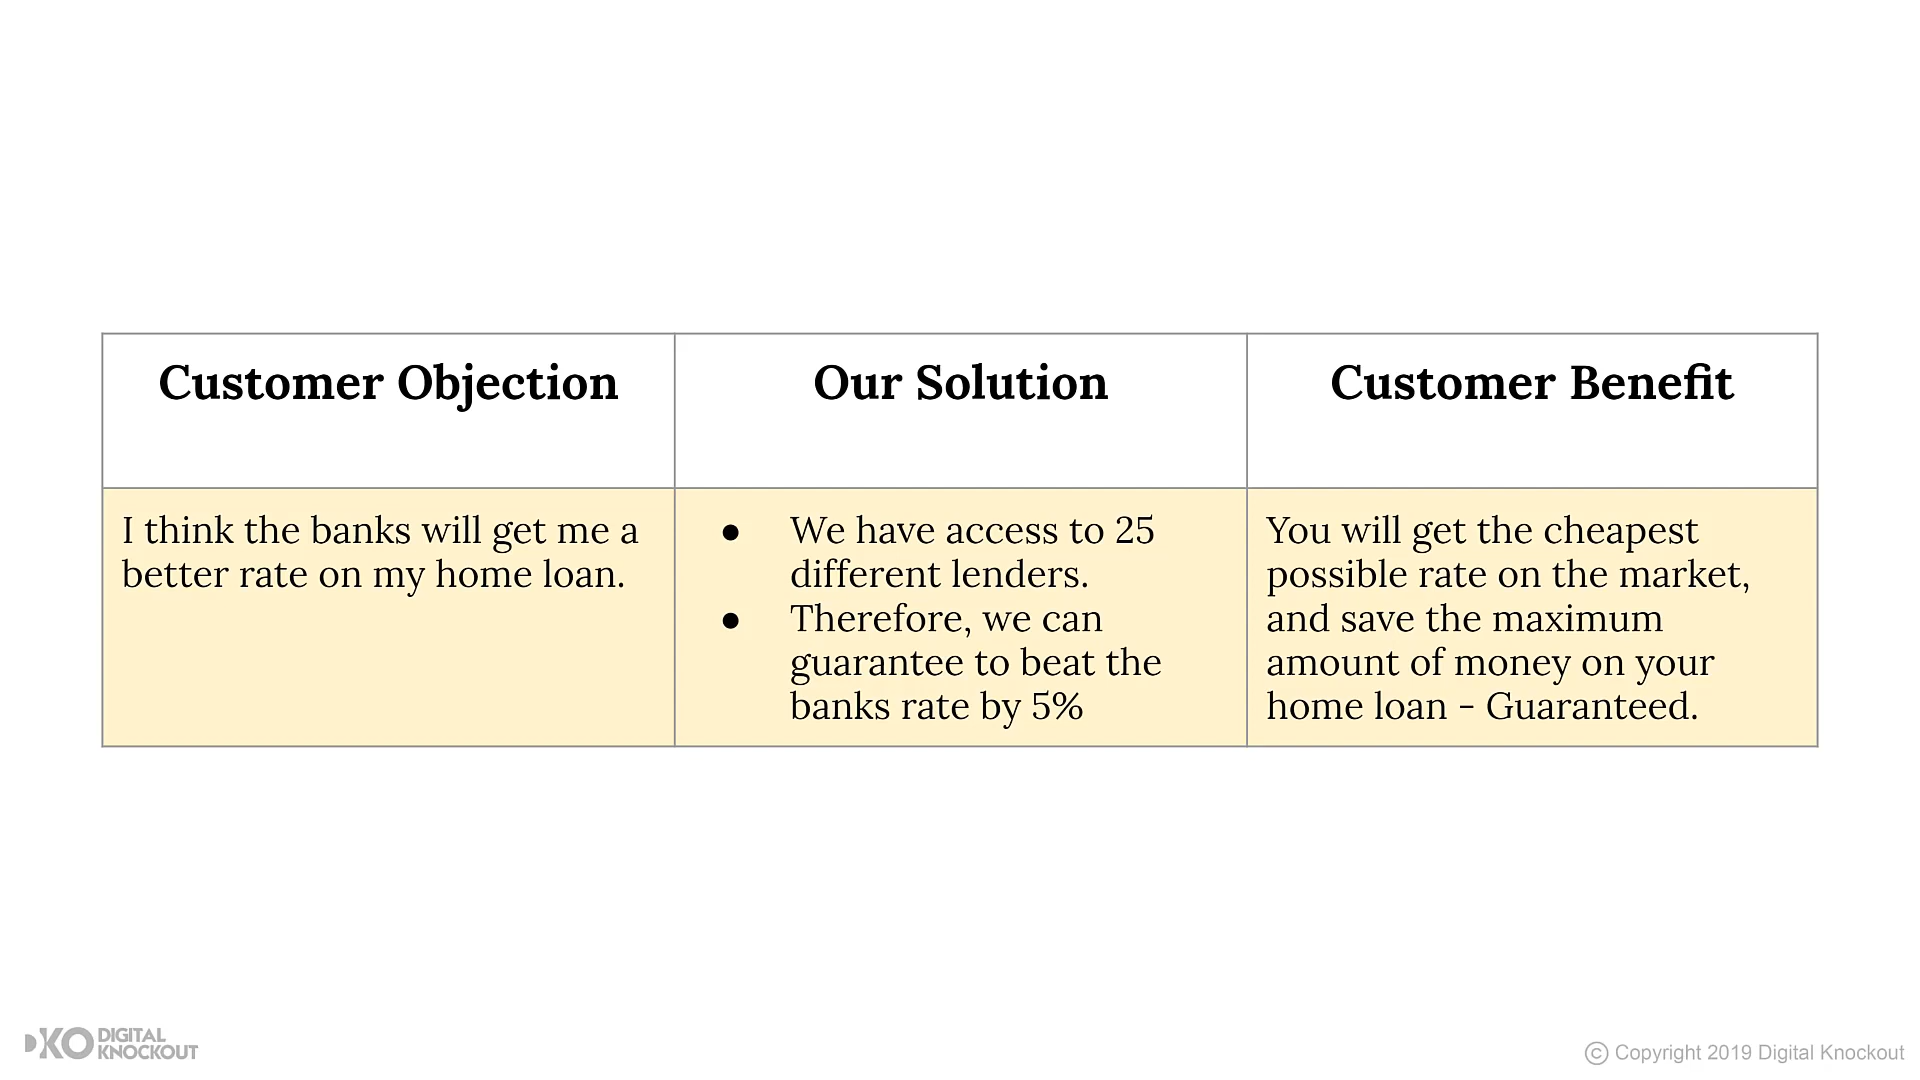 Customer Objection
Our Solution
Customer Benefit
I think the banks will get me a
better rate on my home loan.
● We have access to 25
different lenders.
● Therefore, we can
guarantee to beat the
banks rate by 5%
You will get the cheapest
possible rate on the market,
and save the maximum
amount of money on your
home loan - Guaranteed.
KO DIGITAL
KNOCKOUT
© Copyright 2019 Digital Knockout